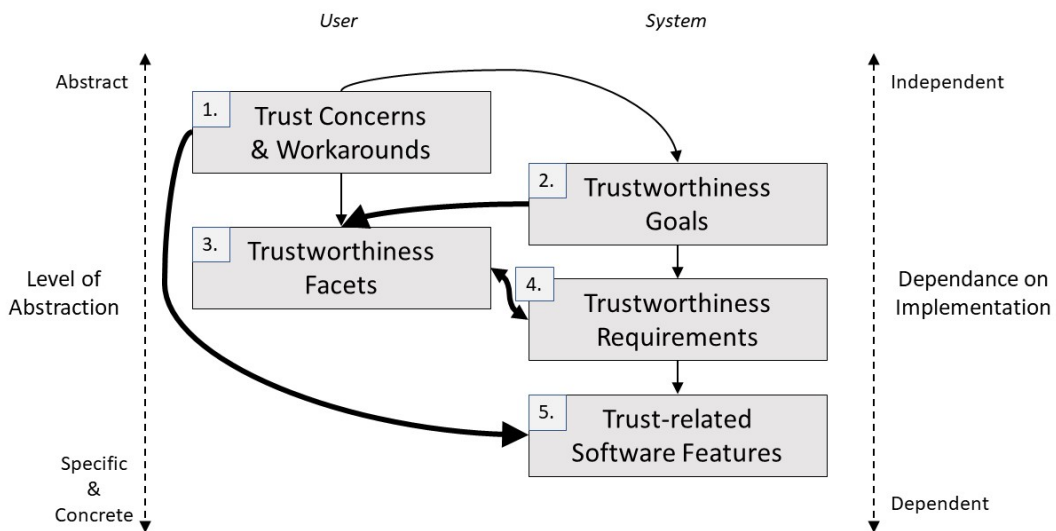 User
System
Abstract
Independent
1.
Trust Concerns
& Workarounds
2.
Trustworthiness
Goals
3.
Trustworthiness
Facets
4.
Trustworthiness
Requirements
Level of
Abstraction
Dependance on
Implementation
5.
Trust-related
Software Features
Specific
&
Concrete
Dependent